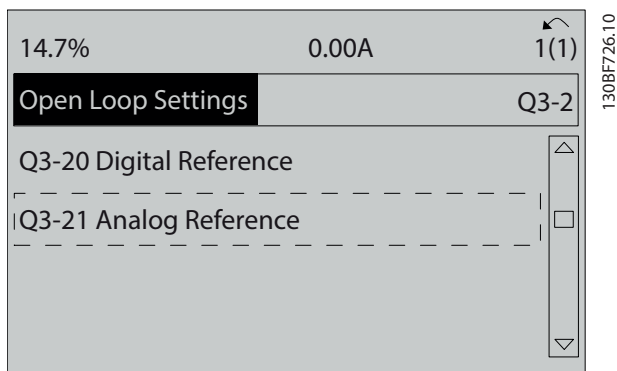 14.7% 0.00A 1(1)
Open Loop Settings Q3-2
Q3-20 Digital Reference
Q3-21 Analog Reference
130BF726.10